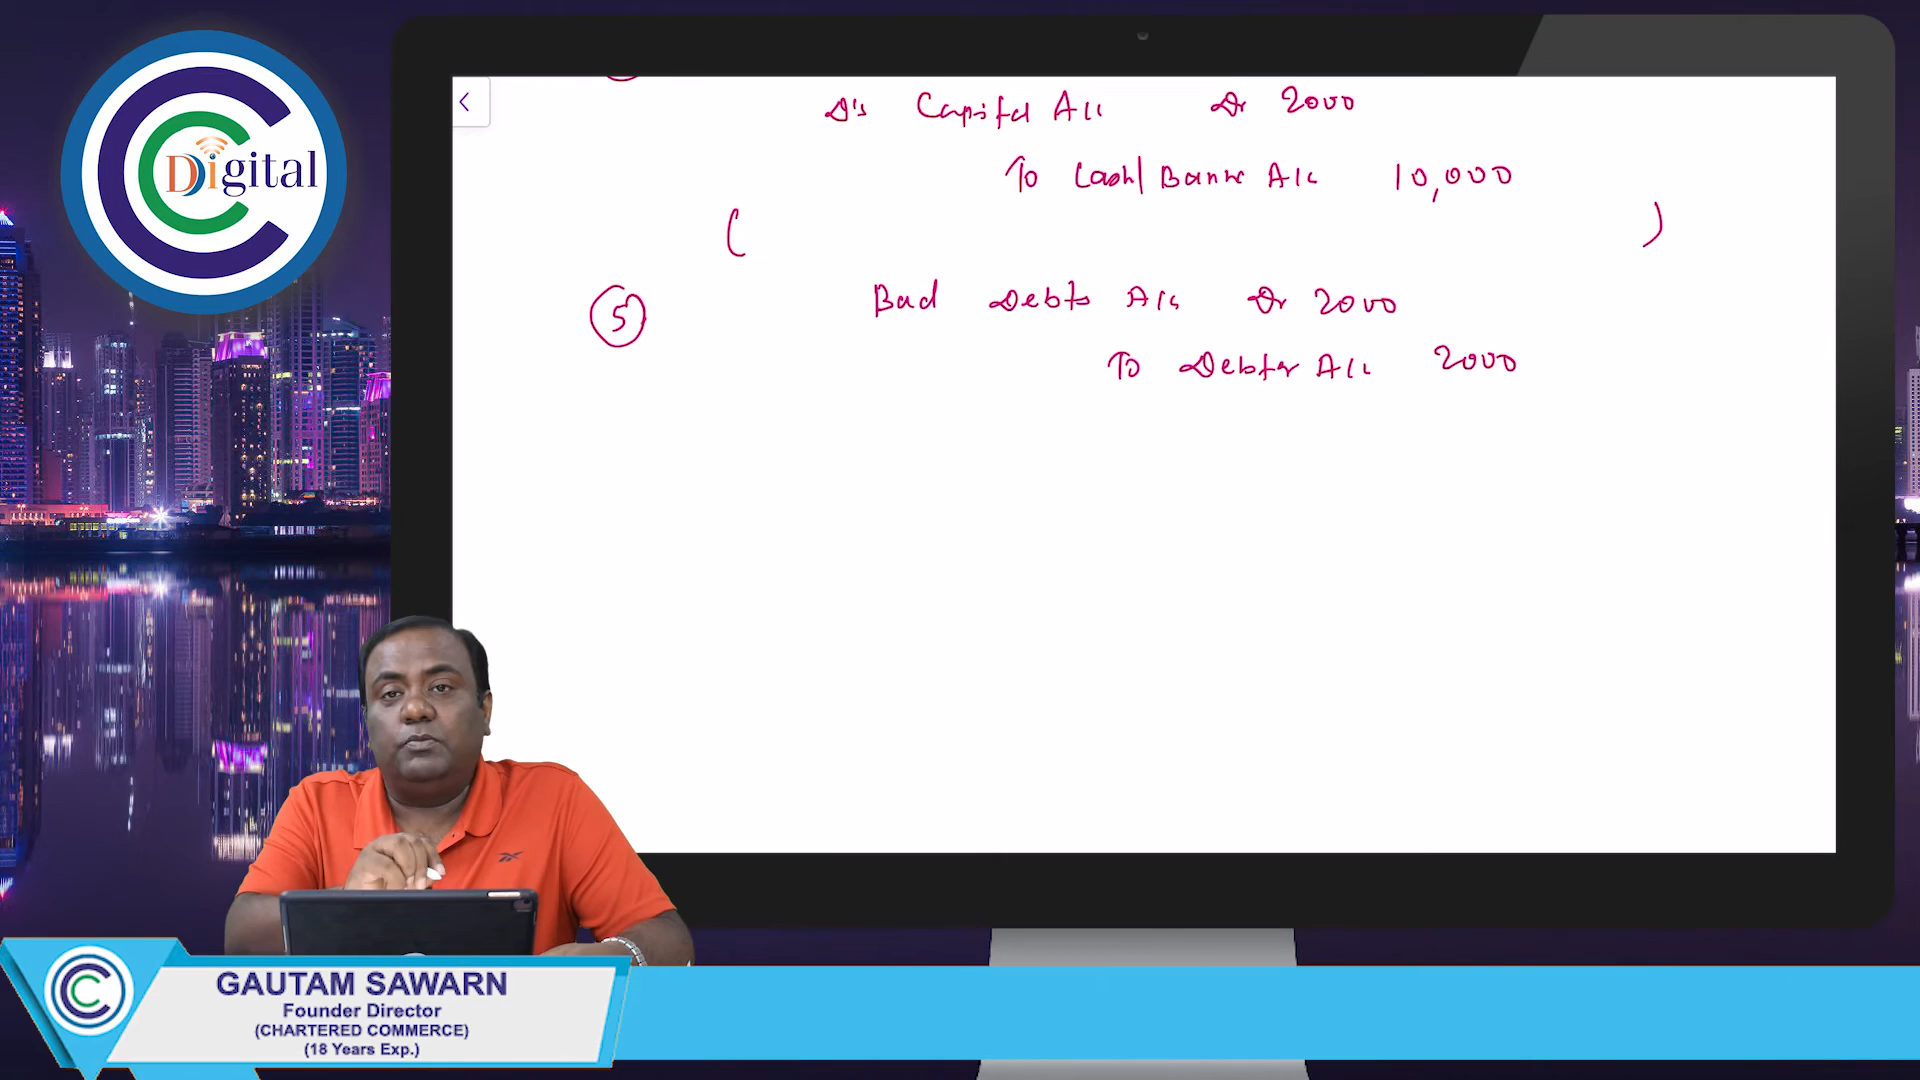 D's Capital A/c Dr 2000
To Cash/Bank A/c 10,000
( )
5 Bad Debts A/c Dr 2000
To Debtor A/c 2000
Digital
GAUTAM SAWARN
Founder Director
(CHARTERED COMMERCE)
(18 Years Exp.)